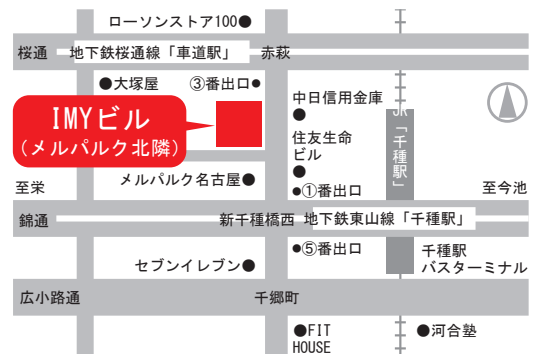 ローソンストア100●
桜通
地下鉄桜通線「車道駅」
赤萩
●大塚屋
③番出口●
IMYビル
(メルパルク北隣)
中日信用金庫
●
住友生命
ビル
●
●①番出口
JR「千種駅」
メルパルク名古屋●
至栄
至今池
錦通
新千種橋西
地下鉄東山線「千種駅」
●⑤番出口
セブンイレブン●
千種駅
バスターミナル
広小路通
千郷町
●FIT
HOUSE
●河合塾